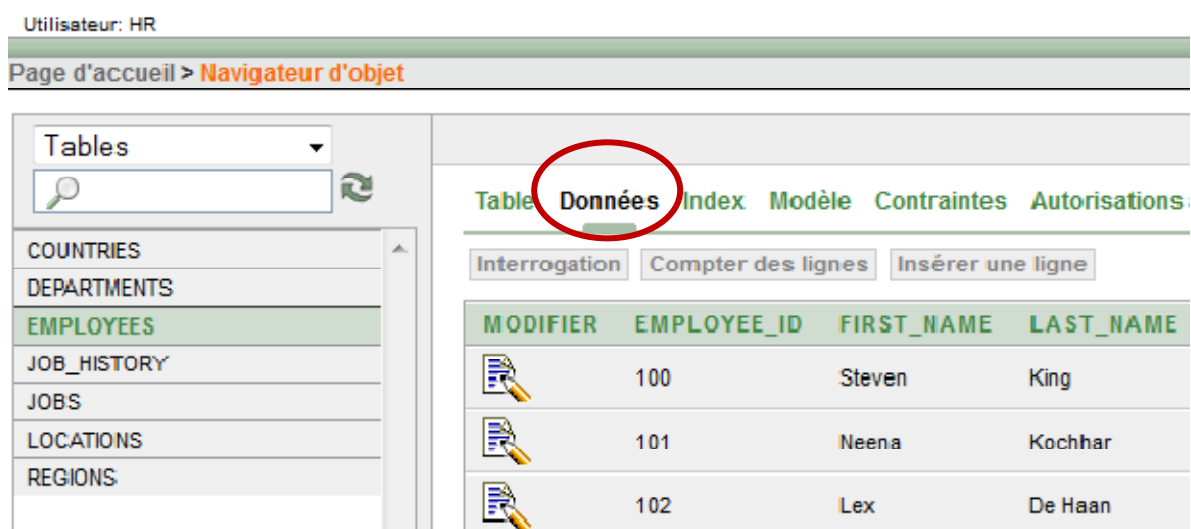 Utilisateur: HR
Page d'accueil > Navigateur d'objet
Tables
COUNTRIES
DEPARTMENTS
EMPLOYEES
JOB_HISTORY
JOBS
LOCATIONS
REGIONS
Table Données Index Modèle Contraintes Autorisations
Interrogation Compter des lignes Insérer une ligne
MODIFIER EMPLOYEE_ID FIRST_NAME LAST_NAME
100 Steven King
101 Neena Kochhar
102 Lex De Haan